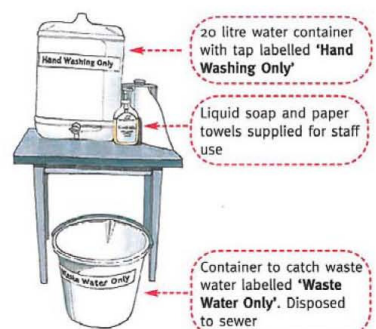 20 litre water container
with tap labelled 'Hand
Washing Only'
Hand Washing Only
Liquid soap and paper
towels supplied for staff
use
Waste Water Only
Container to catch waste
water labelled 'Waste
Water Only'. Disposed
to sewer